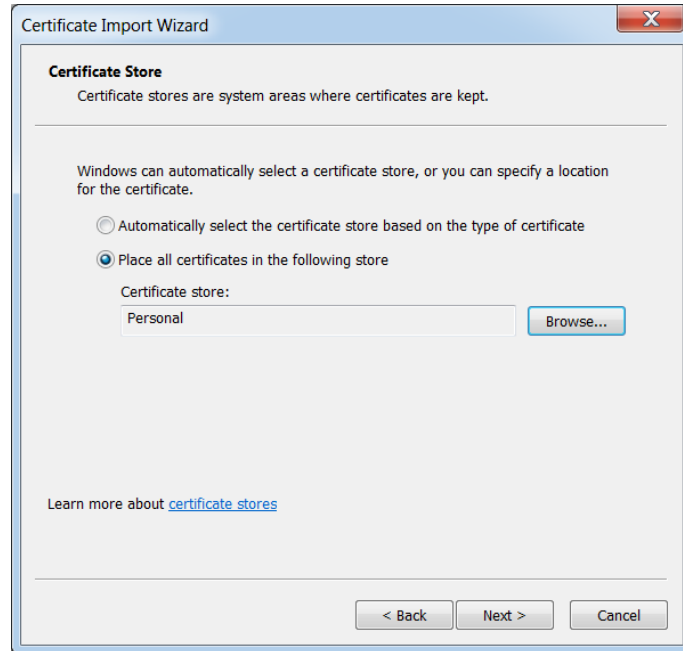 Certificate Import Wizard
Certificate Store
Certificate stores are system areas where certificates are kept.
Windows can automatically select a certificate store, or you can specify a location
for the certificate.
Automatically select the certificate store based on the type of certificate
Place all certificates in the following store
Certificate store:
Personal
Browse...
Learn more about certificate stores
< Back
Next >
Cancel